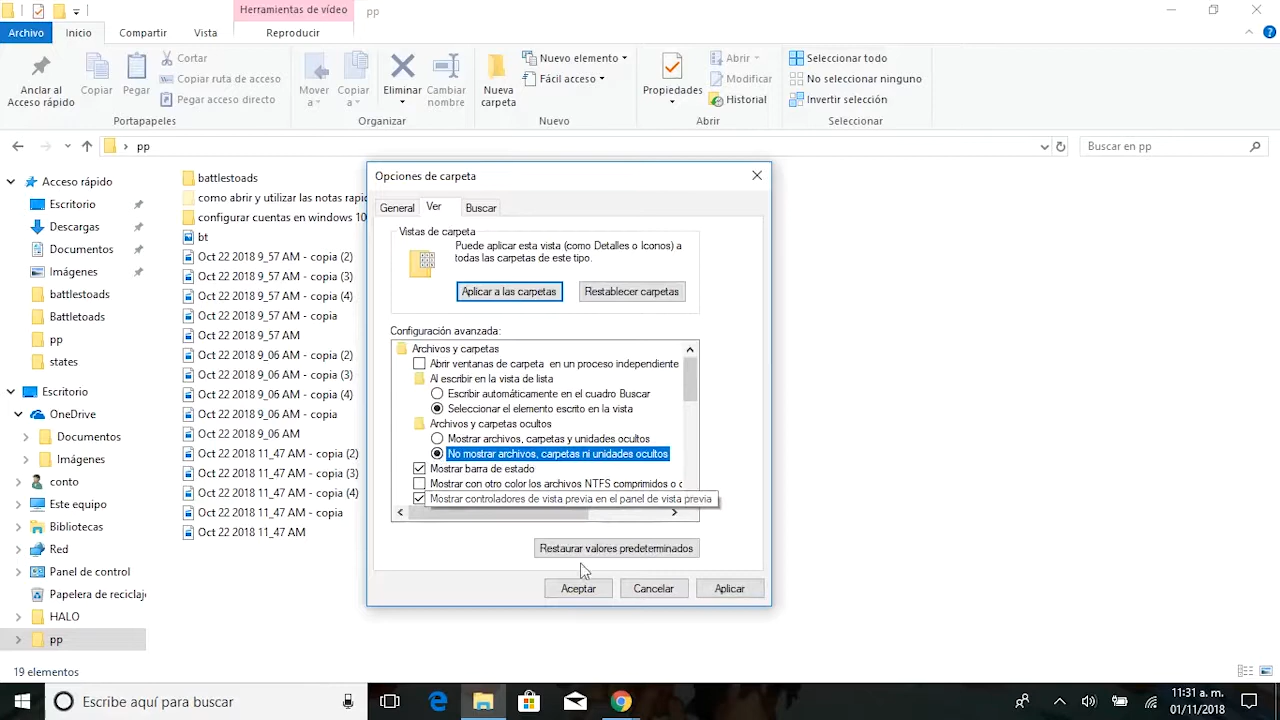 Herramientas de vídeo
pp
Archivo
Inicio
Compartir
Vista
Reproducir
Anclar al
Acceso rápido
Copiar
Pegar
Cortar
Copiar ruta de acceso
Pegar acceso directo
Portapapeles
Mover
a
Copiar
a
Eliminar
Cambiar
nombre
Organizar
Nueva
carpeta
Nuevo elemento
Fácil acceso
Nuevo
Propiedades
Abrir
Modificar
Historial
Abrir
Seleccionar todo
No seleccionar ninguno
Invertir selección
Seleccionar
pp
Buscar en pp
Acceso rápido
Escritorio
Descargas
Documentos
Imágenes
battlestoads
Battletoads
pp
states
Escritorio
OneDrive
Documentos
Imágenes
conto
Este equipo
Bibliotecas
Red
Panel de control
Papelera de reciclaje
HALO
pp
battlestoads
como abrir y utilizar las notas rapid
configurar cuentas en windows 10
bt
Oct 22 2018 9_57 AM - copia (2)
Oct 22 2018 9_57 AM - copia (3)
Oct 22 2018 9_57 AM - copia (4)
Oct 22 2018 9_57 AM - copia
Oct 22 2018 9_57 AM
Oct 22 2018 9_06 AM - copia (2)
Oct 22 2018 9_06 AM - copia (3)
Oct 22 2018 9_06 AM - copia (4)
Oct 22 2018 9_06 AM - copia
Oct 22 2018 9_06 AM
Oct 22 2018 11_47 AM - copia (2)
Oct 22 2018 11_47 AM - copia (3)
Oct 22 2018 11_47 AM - copia (4)
Oct 22 2018 11_47 AM - copia
Oct 22 2018 11_47 AM
Opciones de carpeta
General
Ver
Buscar
Vistas de carpeta
Puede aplicar esta vista (como Detalles o Iconos) a
todas las carpetas de este tipo.
Aplicar a las carpetas
Restablecer carpetas
Configuración avanzada:
Archivos y carpetas
Abrir ventanas de carpeta en un proceso independiente
Al escribir en la vista de lista
Escribir automáticamente en el cuadro Buscar
Seleccionar el elemento escrito en la vista
Archivos y carpetas ocultos
Mostrar archivos, carpetas y unidades ocultos
No mostrar archivos, carpetas ni unidades ocultos
Mostrar barra de estado
Mostrar con otro color los archivos NTFS comprimidos o c
Mostrar controladores de vista previa en el panel de vista previa
Restaurar valores predeterminados
Aceptar
Cancelar
Aplicar
19 elementos
Escribe aquí para buscar
11:31 a. m.
01/11/2018